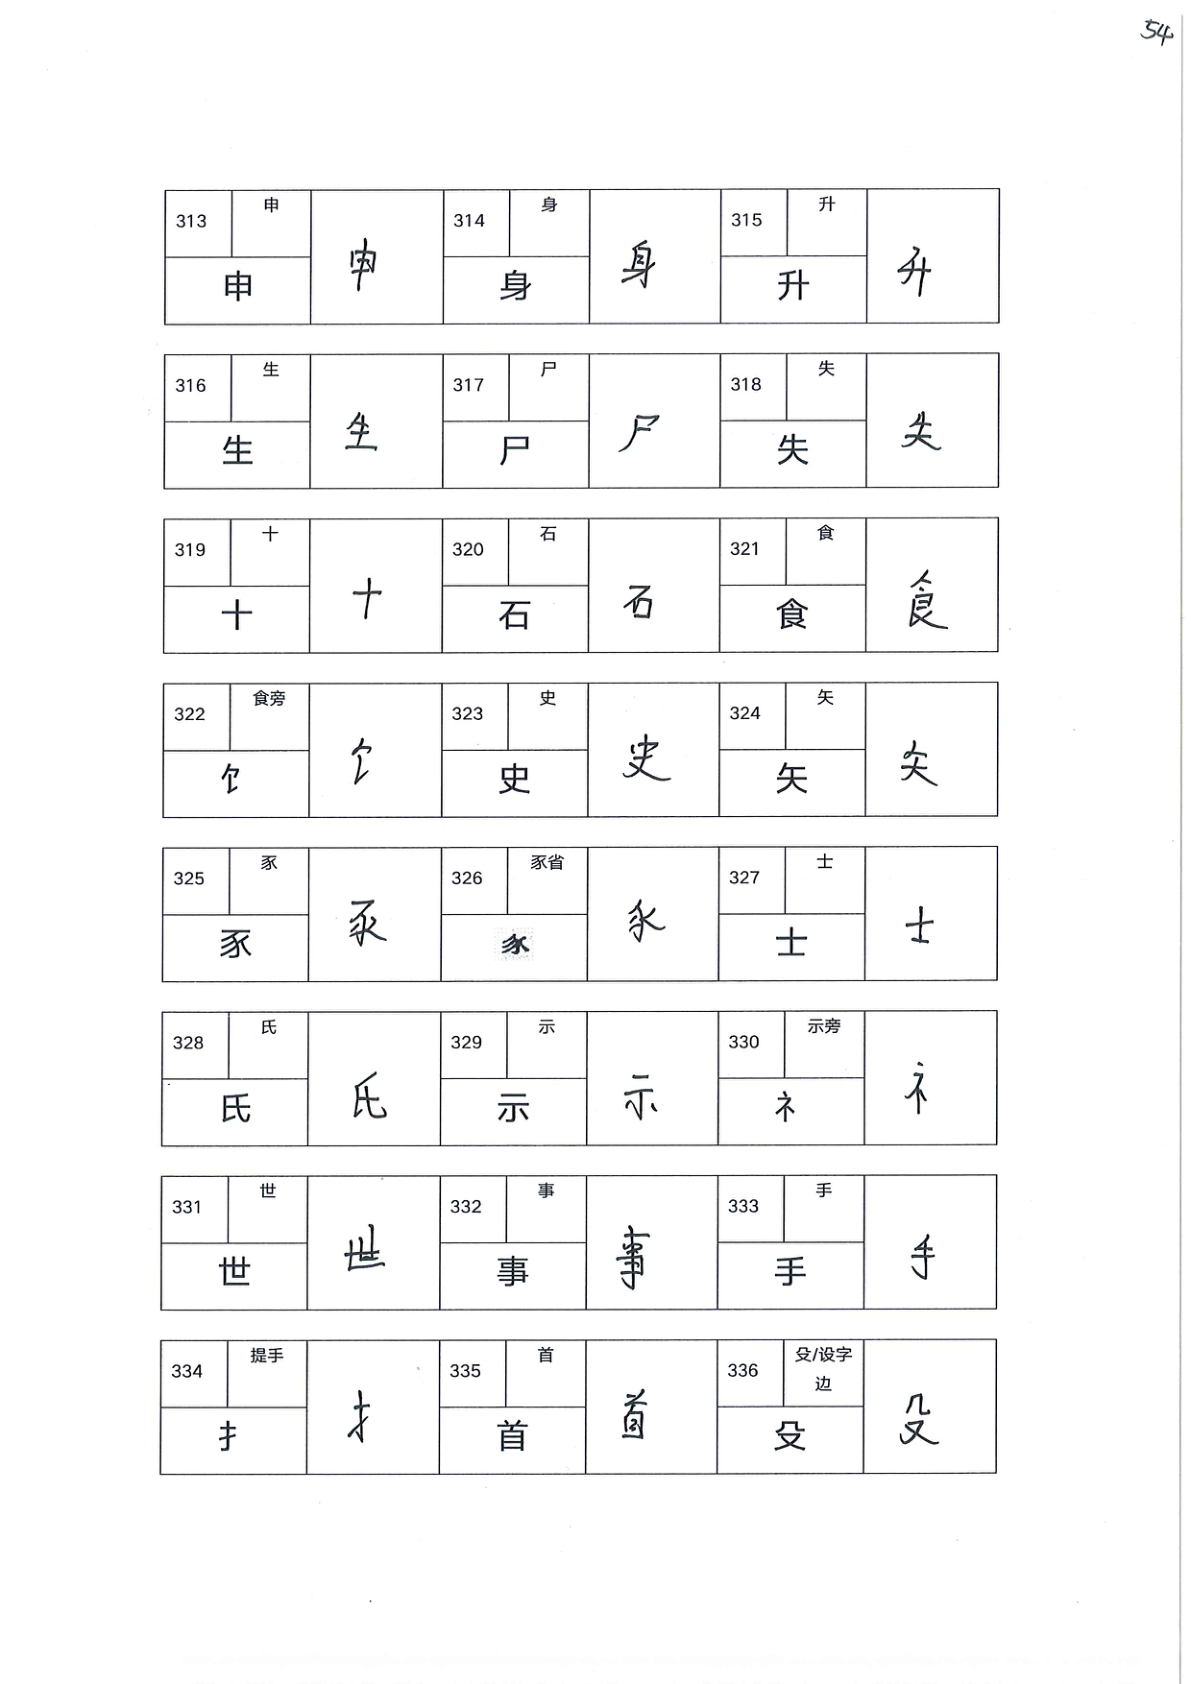 54
313 申 申 申 314 身 身 身 315 升 升 升
316 生 生 生 317 尸 尸 尸 318 失 失 失
319 十 十 十 320 石 石 石 321 食 食 食
322 食旁 饣 饣 323 史 史 史 324 矢 矢 矢
325 豕 豕 豕 326 豕省 327 士 士 士
328 氏 氏 氏 329 示 示 示 330 示旁 礻 礻
331 世 世 世 332 事 事 事 333 手 手 手
334 提手 扌 扌 335 首 首 首 336 殳/设字边 殳 殳